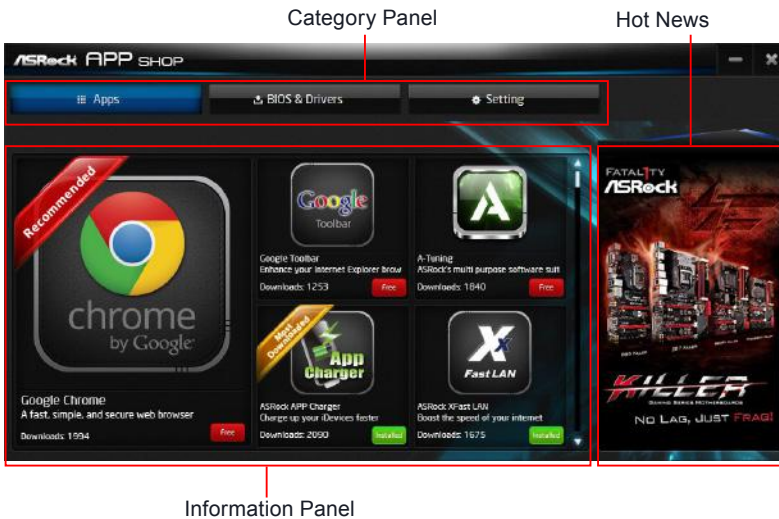 Category Panel
Hot News
ASRock APP SHOP
Apps
BIOS & Drivers
Setting
Recommended
chrome
by Google
Google Chrome
A fast, simple, and secure web browser
Downloads: 1994
Free
Google
Toolbar
Google Toolbar
Enhance your Internet Explorer brow
Downloads: 1253
Free
A-Tuning
ASRock's multi purpose software suit
Downloads: 1840
Free
Most Downloaded
App
Charger
ASRock APP Charger
Charge up your iDevices faster
Downloads: 2090
Installed
Fast LAN
ASRock XFast LAN
Boost the speed of your internet
Downloads: 1675
Installed
FATAL1TY
ASRock
KILLER
NO LAG, JUST FRAG!
Information Panel